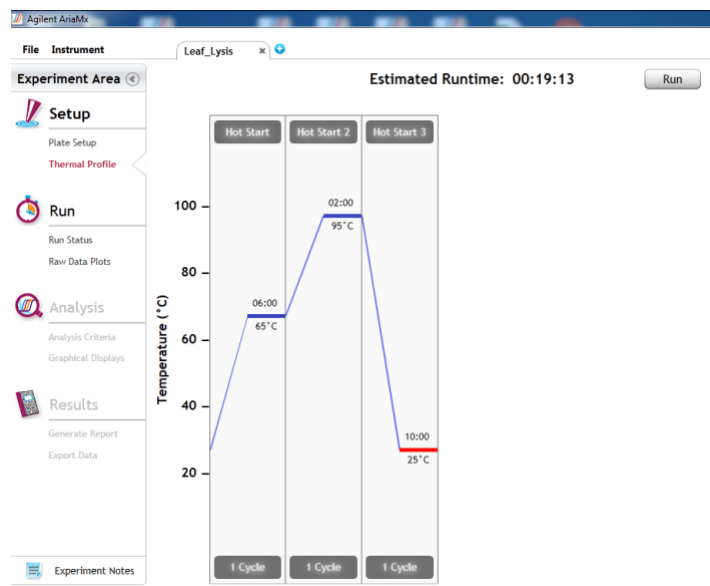 Agilent AriaMx
File Instrument
Leaf_Lysis
Experiment Area
Setup
Plate Setup
Thermal Profile
Run
Run Status
Raw Data Plots
Analysis
Analysis Criteria
Graphical Displays
Results
Generate Report
Export Data
Experiment Notes
Estimated Runtime: 00:19:13
Run
Hot Start Hot Start 2 Hot Start 3
Temperature (°C)
100
80
60
40
20
06:00
65°C
02:00
95°C
10:00
25°C
1 Cycle 1 Cycle 1 Cycle